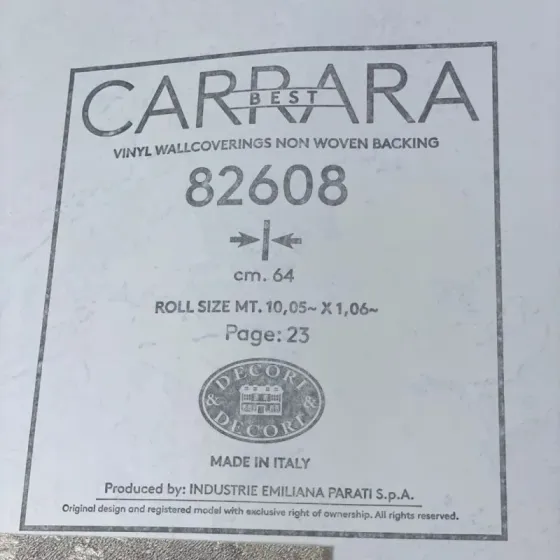 CARRARA
BEST
VINYL WALLCOVERINGS NON WOVEN BACKING
82608
cm. 64
ROLL SIZE MT. 10,05~ X 1,06~
Page: 23
DECORI
& &
DECORI
MADE IN ITALY
Produced by: INDUSTRIE EMILIANA PARATI S.p.A.
Original design and registered model with exclusive right of ownership. All rights reserved.